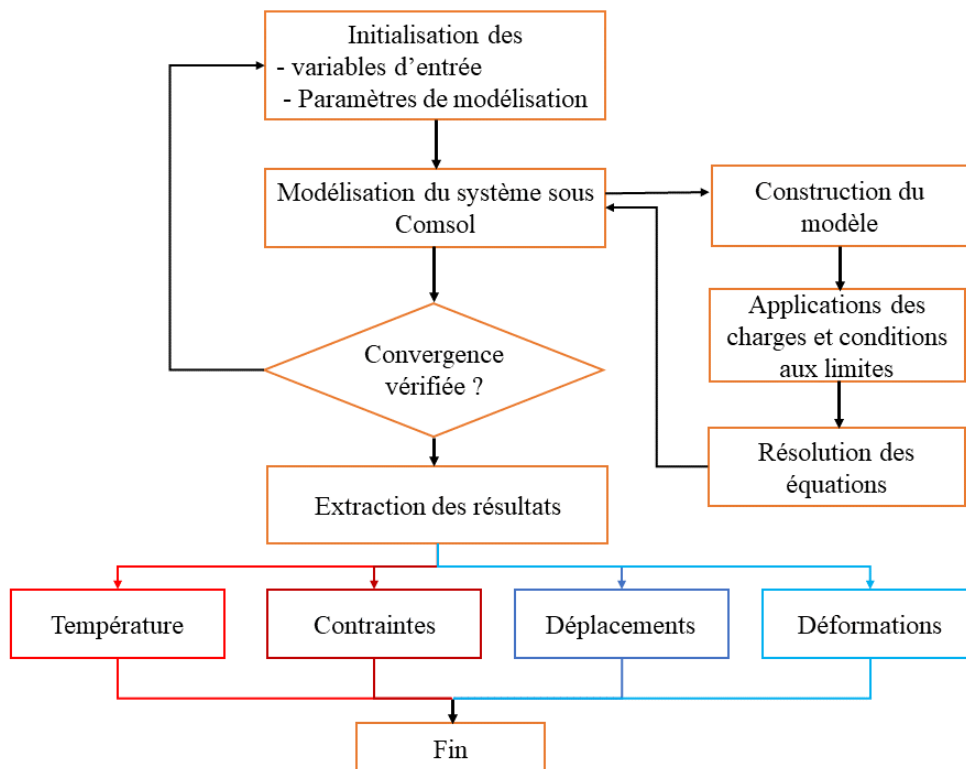 Initialisation des
- variables d’entrée
- Paramètres de modélisation
Modélisation du système sous
Comsol
Construction du
modèle
Applications des
charges et conditions
aux limites
Convergence
vérifiée ?
Résolution des
équations
Extraction des résultats
Température
Contraintes
Déplacements
Déformations
Fin